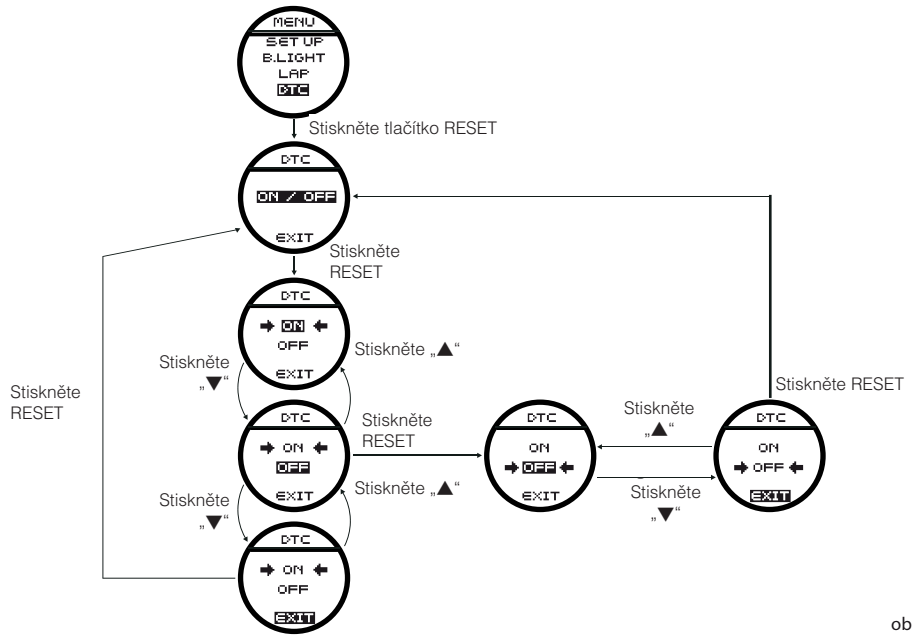 MENU
SET UP
B.LIGHT
LAP
DTC
Stiskněte tlačítko RESET
DTC
ON / OFF
EXIT
Stiskněte
RESET
DTC
ON
OFF
EXIT
Stiskněte
„▼“
Stiskněte „▲“
Stiskněte
RESET
DTC
ON
OFF
EXIT
Stiskněte
RESET
Stiskněte
„▼“
Stiskněte „▲“
DTC
ON
OFF
EXIT
DTC
ON
OFF
EXIT
Stiskněte
„▲“
Stiskněte
„▼“
Stiskněte RESET
DTC
ON
OFF
EXIT
ob